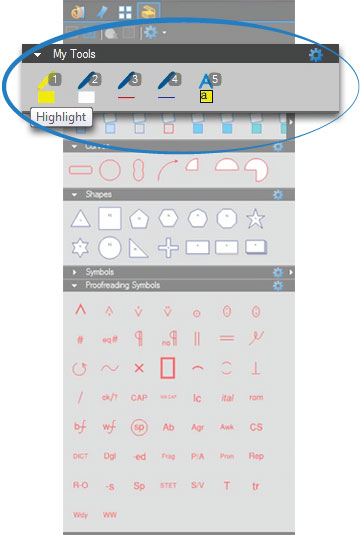 My Tools
1 2 3 4 5
a
Highlight
Shapes
Symbols
Proofreading Symbols
# eq# ¶ no¶ || =
/ ok/? CAP lc ital rom
bf wf sp Ab Agr Awk CS
DICT Dgl -ed Frag P/A Pron Rep
R-O -s Sp STET S/V T tr
Wdy WW